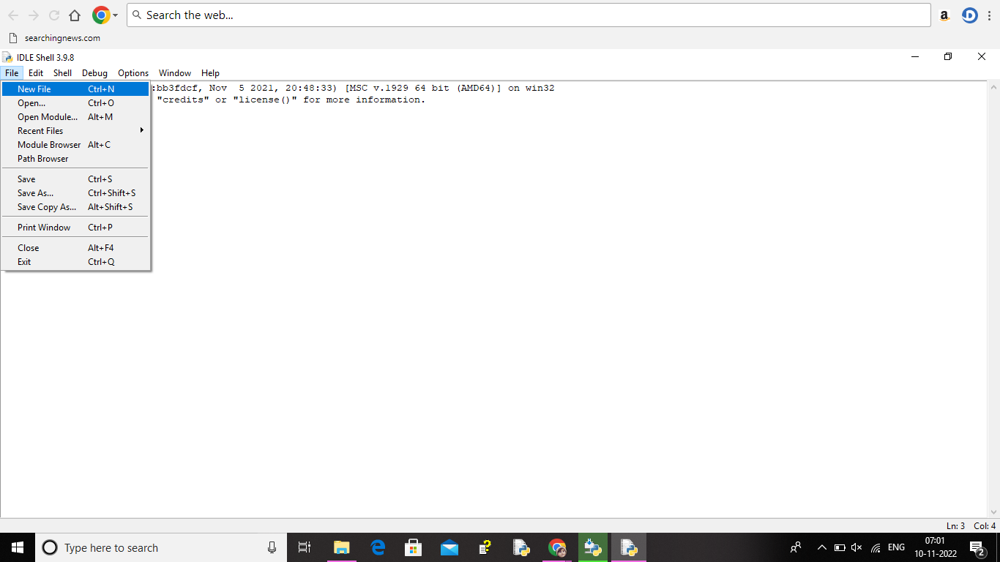 Search the web...
searchingnews.com
IDLE Shell 3.9.8
File Edit Shell Debug Options Window Help
New File Ctrl+N
:bb3fdcf, Nov  5 2021, 20:48:33) [MSC v.1929 64 bit (AMD64)] on win32
Open... Ctrl+O
"credits" or "license()" for more information.
Open Module... Alt+M
Recent Files
Module Browser Alt+C
Path Browser
Save Ctrl+S
Save As... Ctrl+Shift+S
Save Copy As... Alt+Shift+S
Print Window Ctrl+P
Close Alt+F4
Exit Ctrl+Q
Ln: 3 Col: 4
Type here to search
ENG
07:01
10-11-2022
2